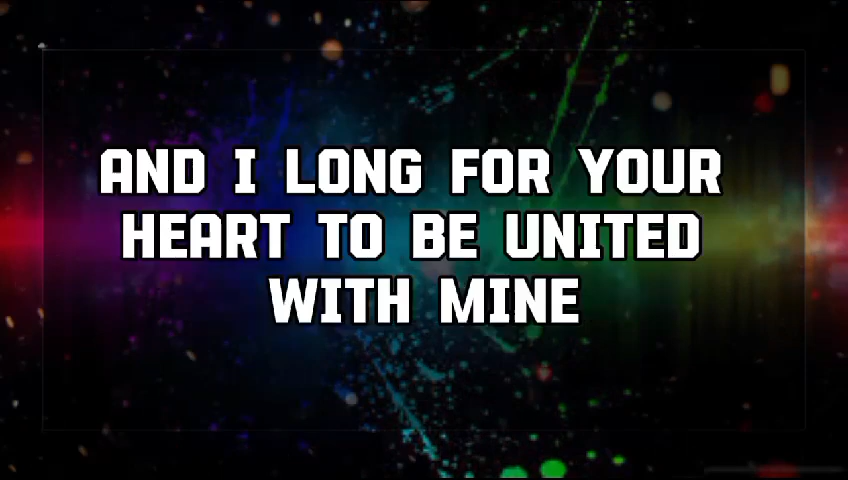 AND I LONG FOR YOUR
HEART TO BE UNITED
WITH MINE